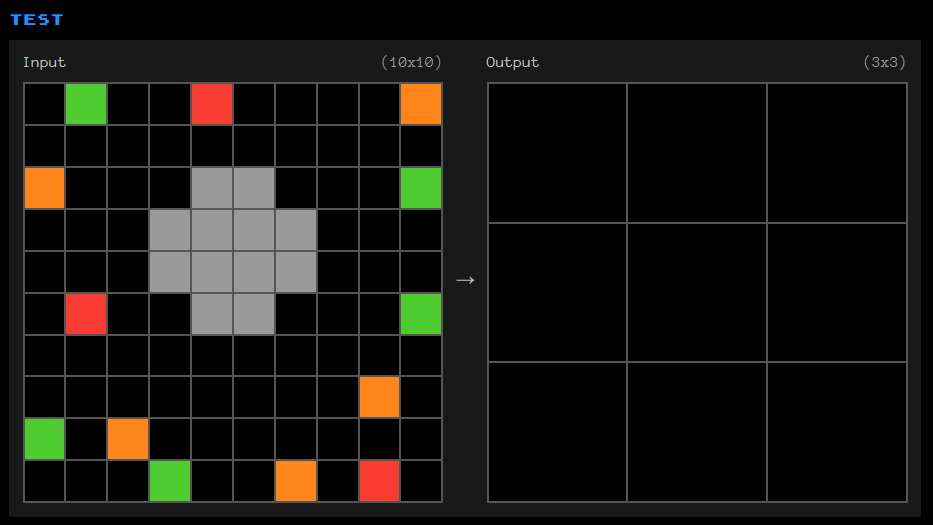 TEST
Input (10x10) Output (3x3)
→